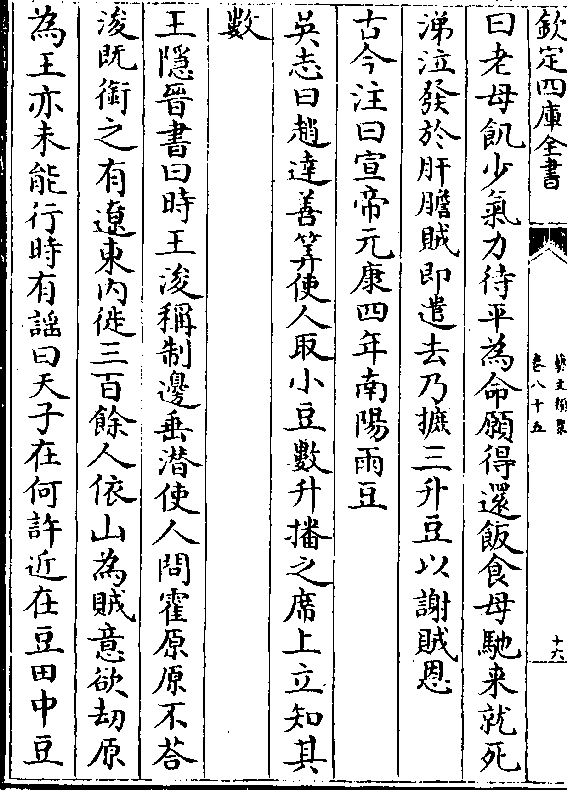 欽定四庫全書
藝文類聚
卷八十五
十六
曰老母飢少氣力待平為命願得還飯食母馳来就死
涕泣發於肝膽賊即遣去乃摭三升豆以謝賊恩
古今注曰宣帝元康四年南陽雨豆
吳志曰趙達善筭使人取小豆數升播之席上立知其
數
王隱晉書曰時王浚稱制邊垂潜使人問霍原原不荅
浚既銜之有遼東内徙三百餘人依山為賊意欲刼原
為王亦未能行時有謡曰天子在何許近在豆田中豆